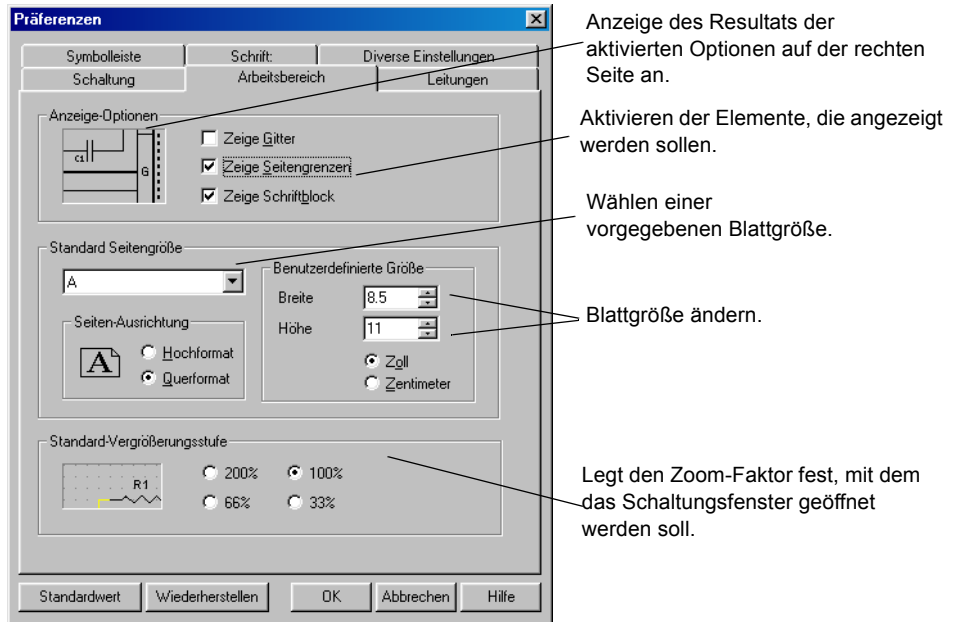 Präferenzen
Symbolleiste
Schrift:
Diverse Einstellungen
Schaltung
Arbeitsbereich
Leitungen
Anzeige-Optionen
C1
G
Zeige Gitter
Zeige Seitengrenzen
Zeige Schriftblock
Standard Seitengröße
A
Seiten-Ausrichtung
A
Hochformat
Querformat
Benutzerdefinierte Größe
Breite
8.5
Höhe
11
Zoll
Zentimeter
Standard-Vergrößerungsstufe
R1
200%
100%
66%
33%
Standardwert
Wiederherstellen
OK
Abbrechen
Hilfe
Anzeige des Resultats der
aktivierten Optionen auf der rechten
Seite an.
Aktivieren der Elemente, die angezeigt
werden sollen.
Wählen einer
vorgegebenen Blattgröße.
Blattgröße ändern.
Legt den Zoom-Faktor fest, mit dem
das Schaltungsfenster geöffnet
werden soll.